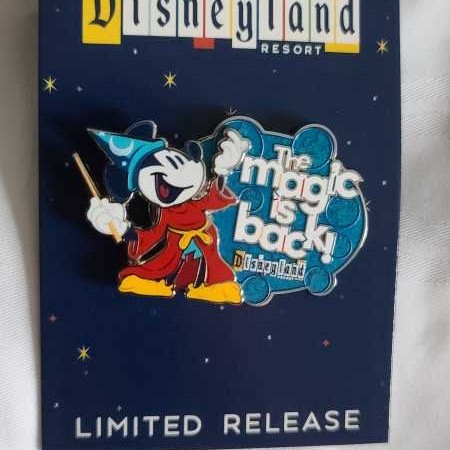 Disneyland
RESORT
The
magic
is
back!
Disneyland
LIMITED RELEASE